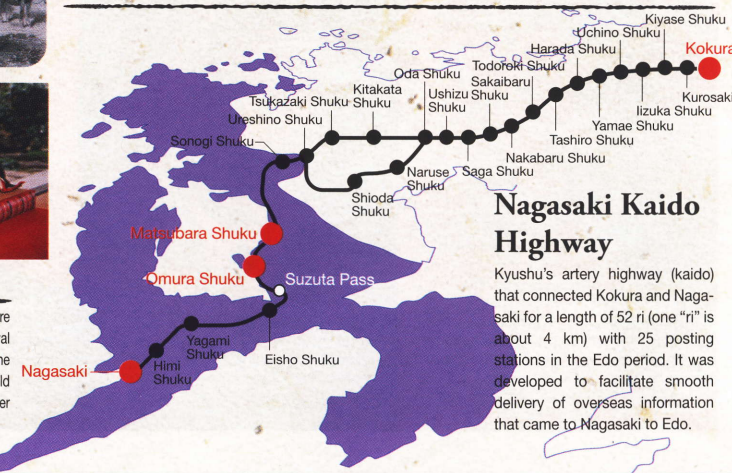 Kiyase Shuku
Uchino Shuku
Harada Shuku
Kokura
Todoroki Shuku
Oda Shuku
Sakaibaru
Shuku
Kitakata
Shuku
Ushizu
Shuku
Tsukazaki Shuku
Kurosaki
Ureshino Shuku
Iizuka Shuku
Yamae Shuku
Sonogi Shuku
Tashiro Shuku
Nakabaru Shuku
Saga Shuku
Naruse
Shuku
Shioda
Shuku
Matsubara Shuku
Omura Shuku
Suzuta Pass
Eisho Shuku
Yagami
Shuku
Himi
Shuku
Nagasaki
Nagasaki Kaido
Highway
Kyushu's artery highway (kaido)
that connected Kokura and Naga-
saki for a length of 52 ri (one "ri" is
about 4 km) with 25 posting
stations in the Edo period. It was
developed to facilitate smooth
delivery of overseas information
that came to Nagasaki to Edo.